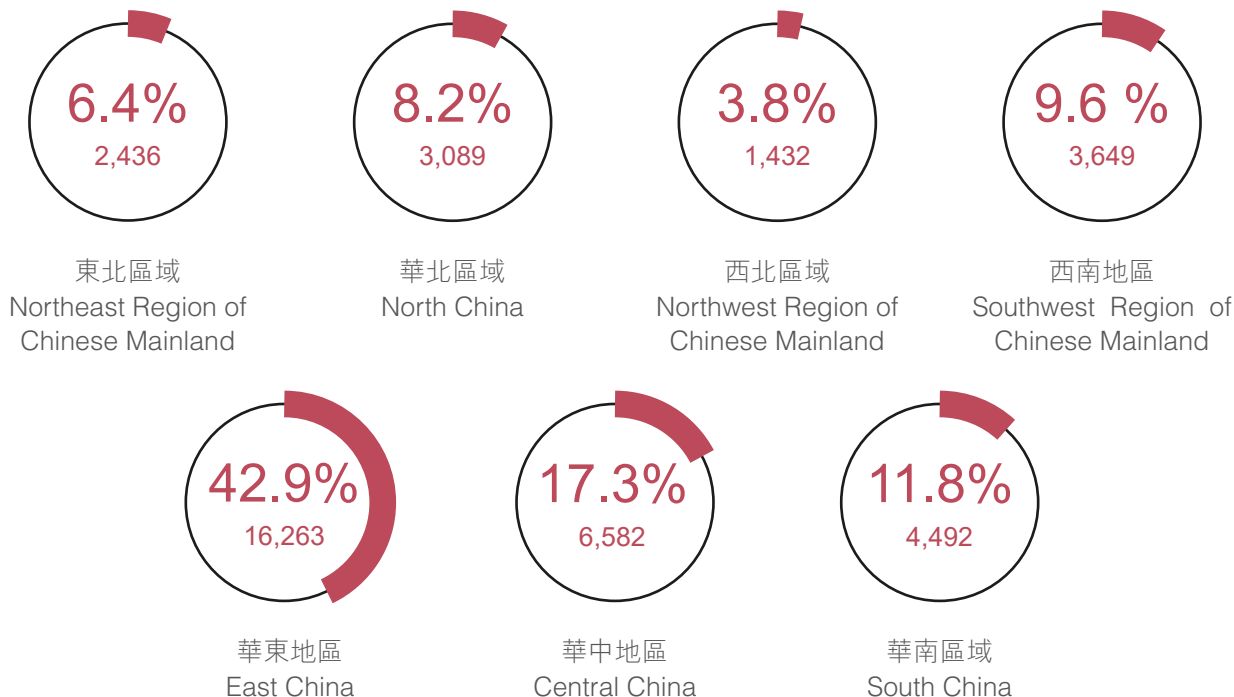 6.4%
2,436
東北區域
Northeast Region of
Chinese Mainland
8.2%
3,089
華北區域
North China
3.8%
1,432
西北區域
Northwest Region of
Chinese Mainland
9.6 %
3,649
西南地區
Southwest Region of
Chinese Mainland
42.9%
16,263
華東地區
East China
17.3%
6,582
華中地區
Central China
11.8%
4,492
華南區域
South China